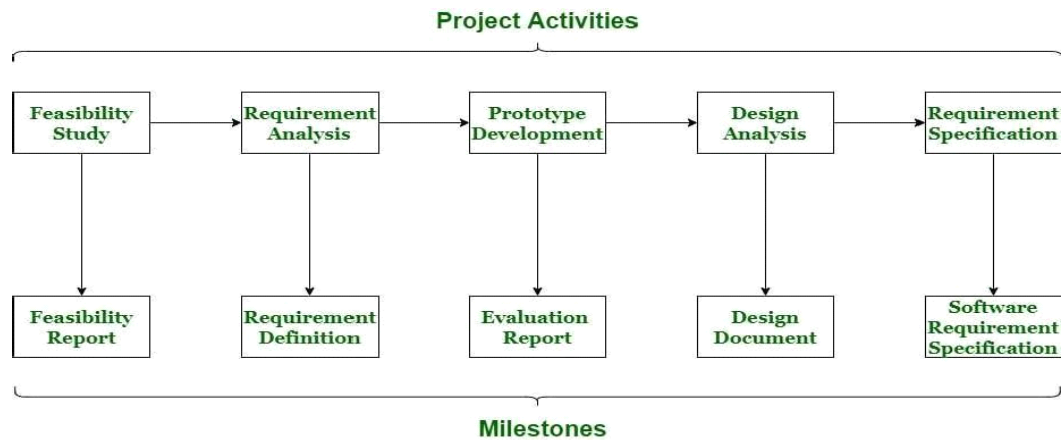 Project Activities
Feasibility
Study
Requirement
Analysis
Prototype
Development
Design
Analysis
Requirement
Specification
Feasibility
Report
Requirement
Definition
Evaluation
Report
Design
Document
Software
Requirement
Specification
Milestones